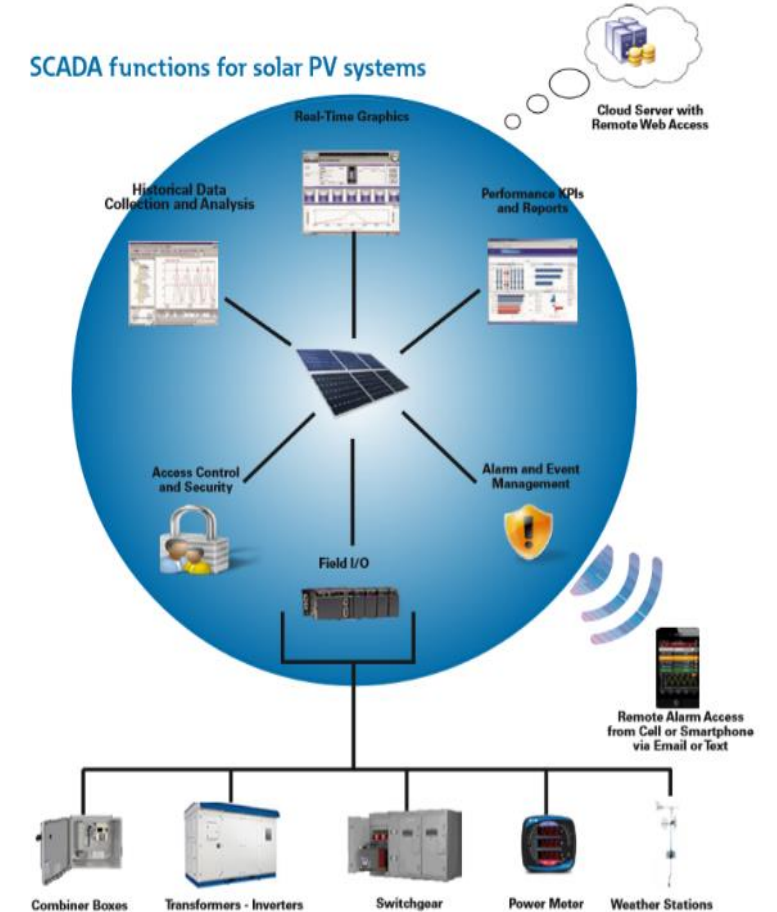 SCADA functions for solar PV systems
Cloud Server with
Remote Web Access
Real-Time Graphics
Historical Data
Collection and Analysis
Performance KPIs
and Reports
Access Control
and Security
Alarm and Event
Management
Field I/O
Remote Alarm Access
from Cell or Smartphone
via Email or Text
Combiner Boxes
Transformers - Inverters
Switchgear
Power Meter
Weather Stations